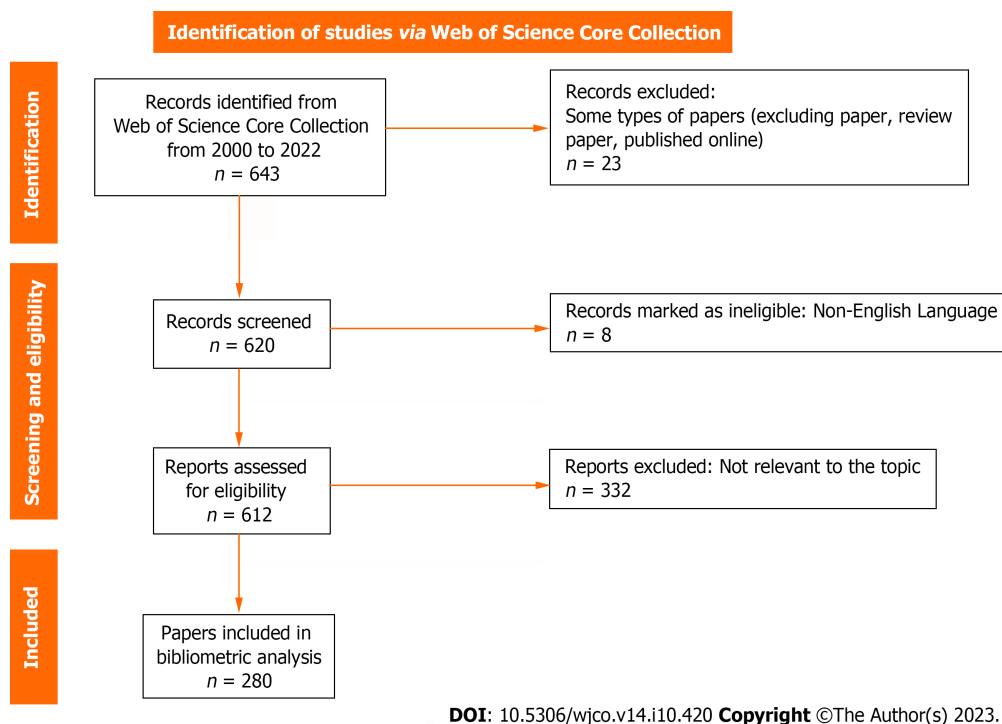 Identification of studies via Web of Science Core Collection
Identification
Records identified from
Web of Science Core Collection
from 2000 to 2022
n = 643
Records excluded:
Some types of papers (excluding paper, review
paper, published online)
n = 23
Screening and eligibility
Records screened
n = 620
Records marked as ineligible: Non-English Language
n = 8
Reports assessed
for eligibility
n = 612
Reports excluded: Not relevant to the topic
n = 332
Included
Papers included in
bibliometric analysis
n = 280
DOI: 10.5306/wjco.v14.i10.420 Copyright ©The Author(s) 2023.